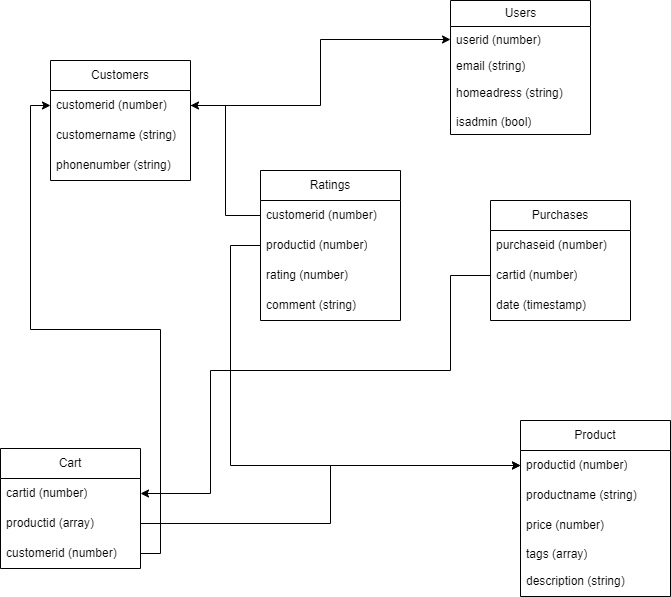 Users
userid (number)
email (string)
homeadress (string)
isadmin (bool)
Customers
customerid (number)
customername (string)
phonenumber (string)
Ratings
customerid (number)
productid (number)
rating (number)
comment (string)
Purchases
purchaseid (number)
cartid (number)
date (timestamp)
Cart
cartid (number)
productid (array)
customerid (number)
Product
productid (number)
productname (string)
price (number)
tags (array)
description (string)